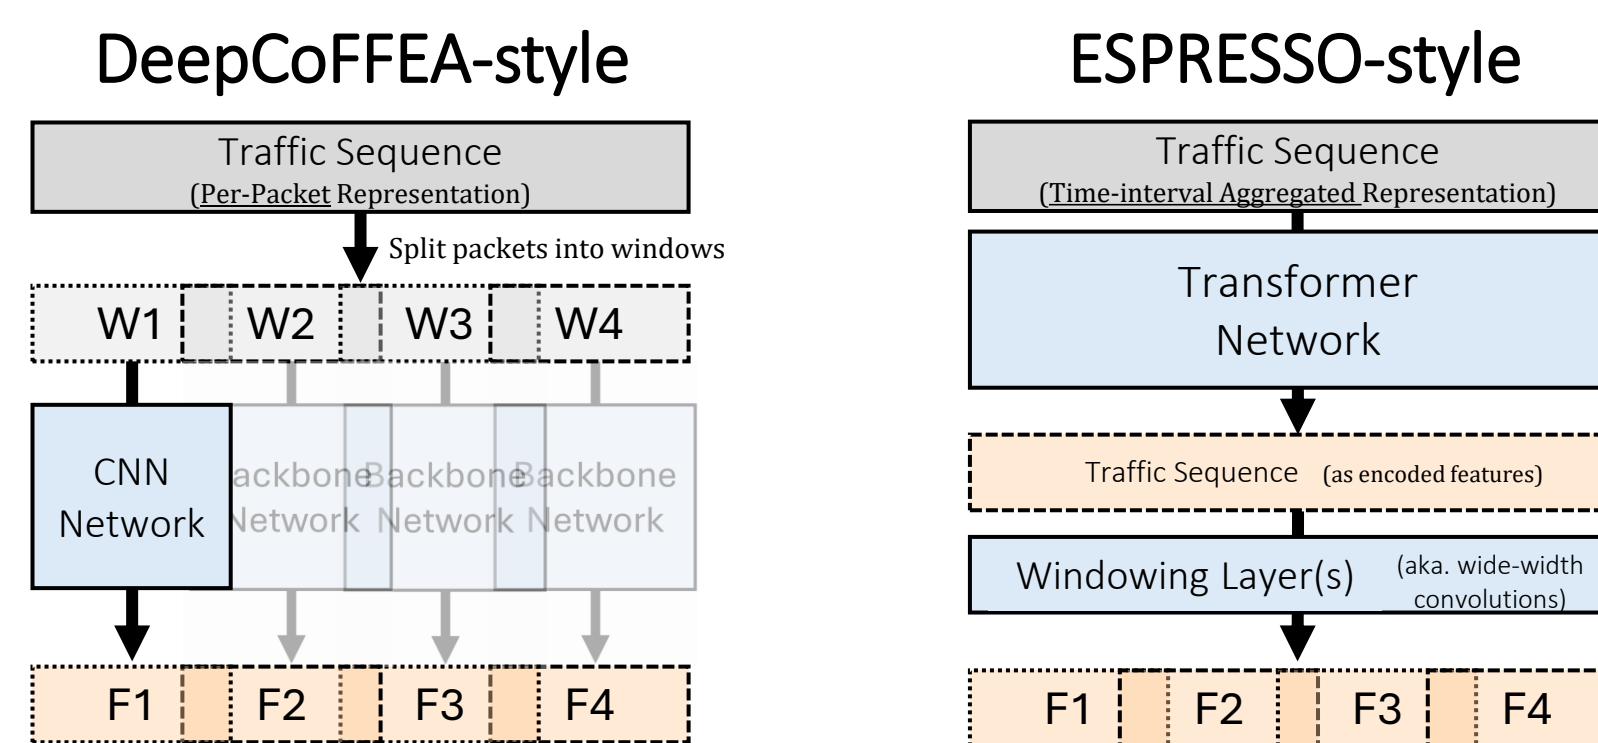 DeepCoFFEA-style
Traffic Sequence
(Per-Packet Representation)
Split packets into windows
W1 W2 W3 W4
CNN
Network
ackbone Backbone Backbone
Network Network Network
F1 F2 F3 F4
ESPRESSO-style
Traffic Sequence
(Time-interval Aggregated Representation)
Transformer
Network
Traffic Sequence (as encoded features)
Windowing Layer(s) (aka. wide-width
convolutions)
F1 F2 F3 F4